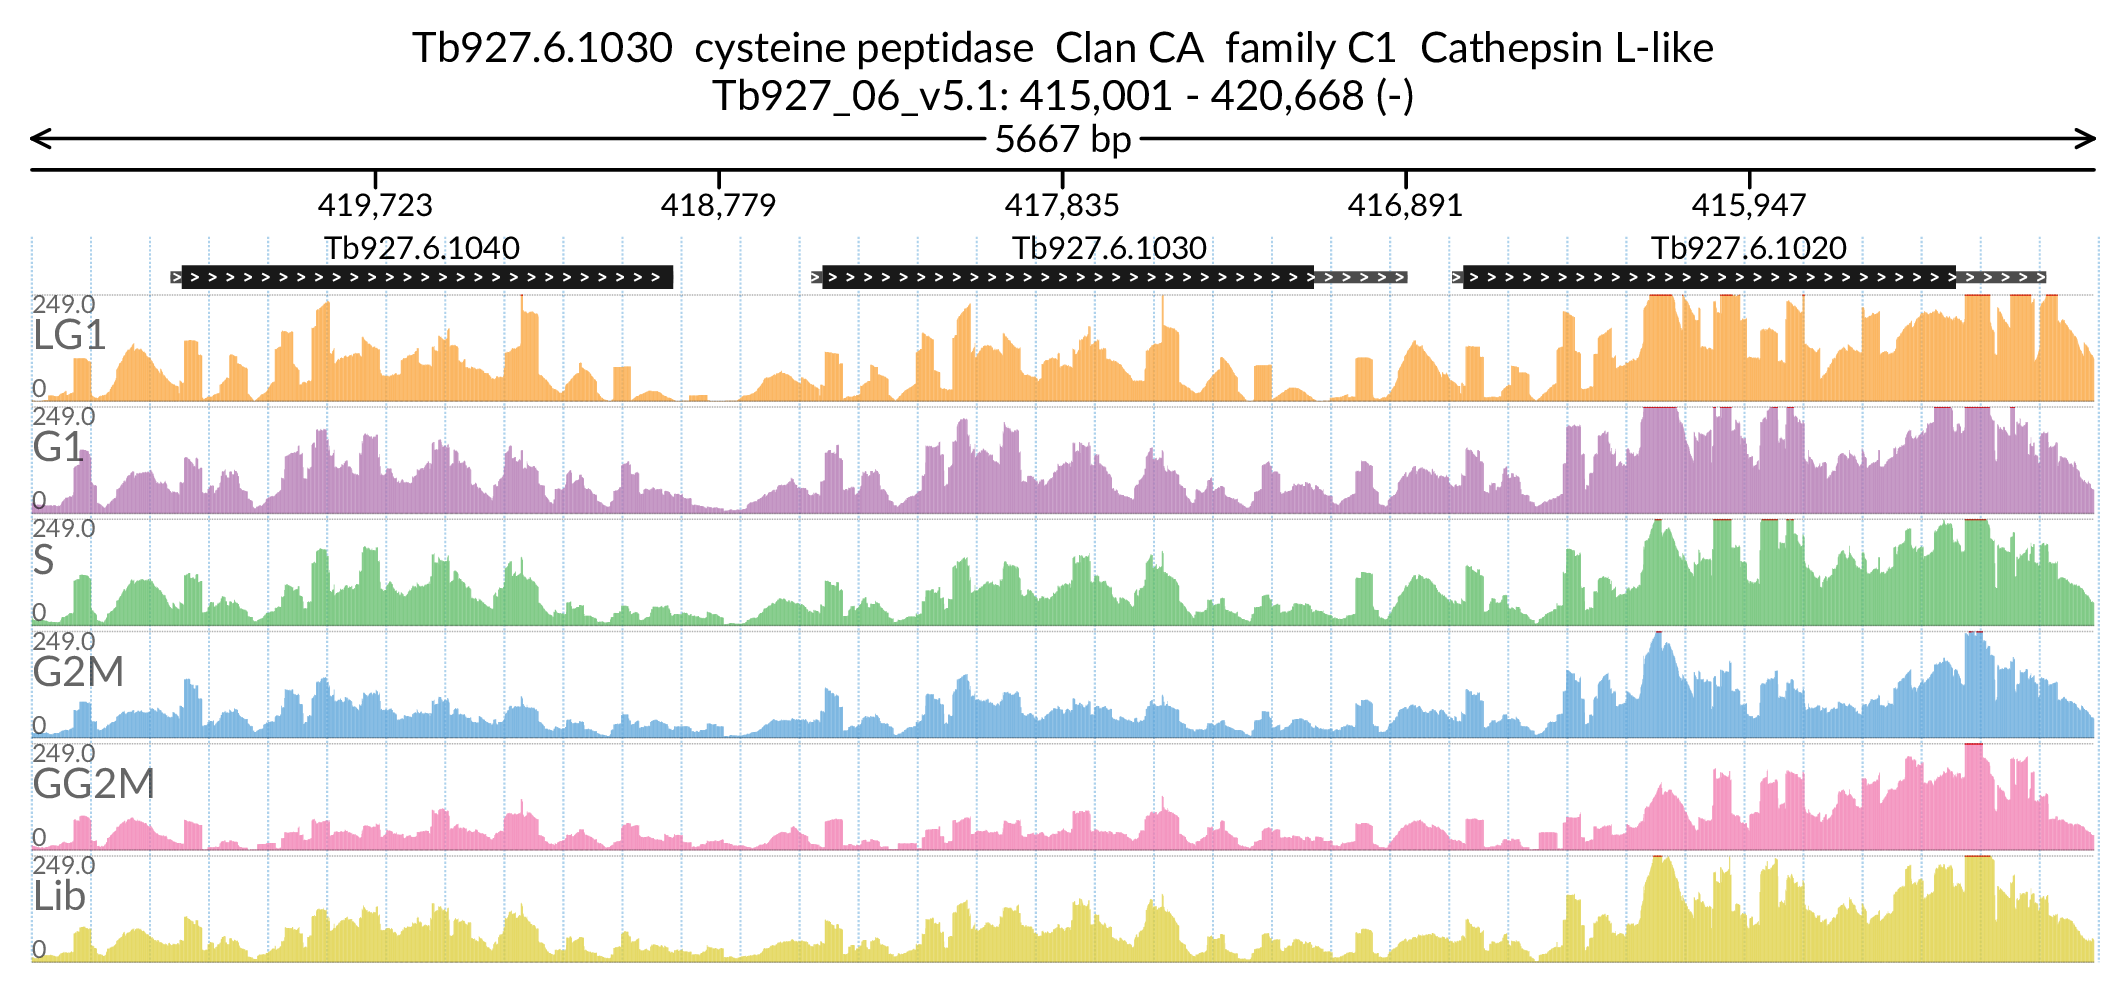 Tb927.6.1030 cysteine peptidase Clan CA family C1 Cathepsin L-like
Tb927_06_v5.1: 415,001 - 420,668 (-)
5667 bp
419,723 418,779 417,835 416,891 415,947
Tb927.6.1040 Tb927.6.1030 Tb927.6.1020
249.0
LG1
0
249.0
G1
0
249.0
S
0
249.0
G2M
0
249.0
GG2M
0
249.0
Lib
0